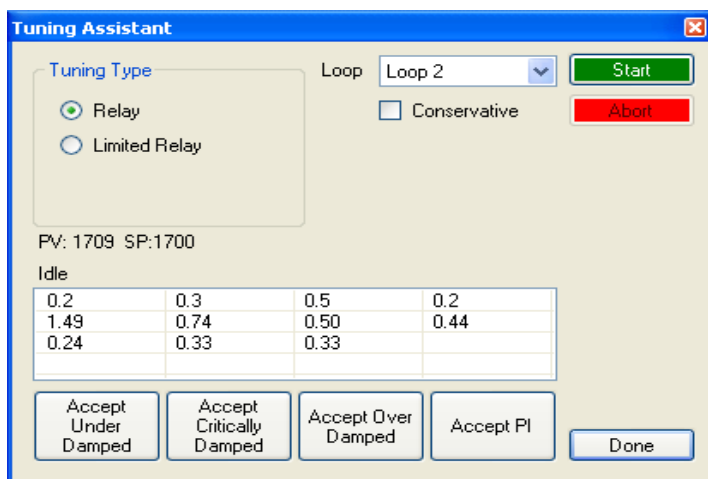 Tuning Assistant
Tuning Type
Loop Loop 2 Start
Relay Conservative Abort
Limited Relay
PV: 1709 SP:1700
Idle
0.2 0.3 0.5 0.2
1.49 0.74 0.50 0.44
0.24 0.33 0.33
Accept Under Damped
Accept Critically Damped
Accept Over Damped
Accept PI
Done